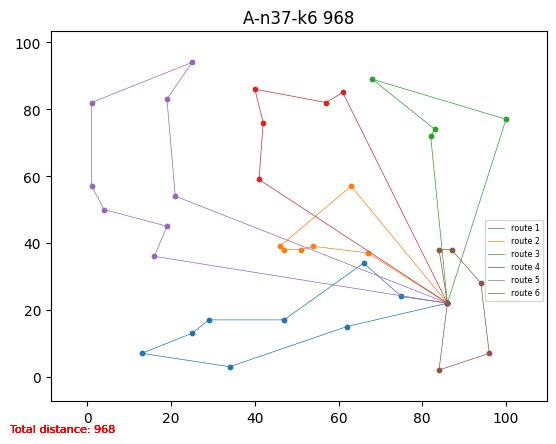 A-n37-k6 968
100
80
60
40
20
0
route 1
route 2
route 3
route 4
route 5
route 6
0 20 40 60 80 100
Total distance: 968